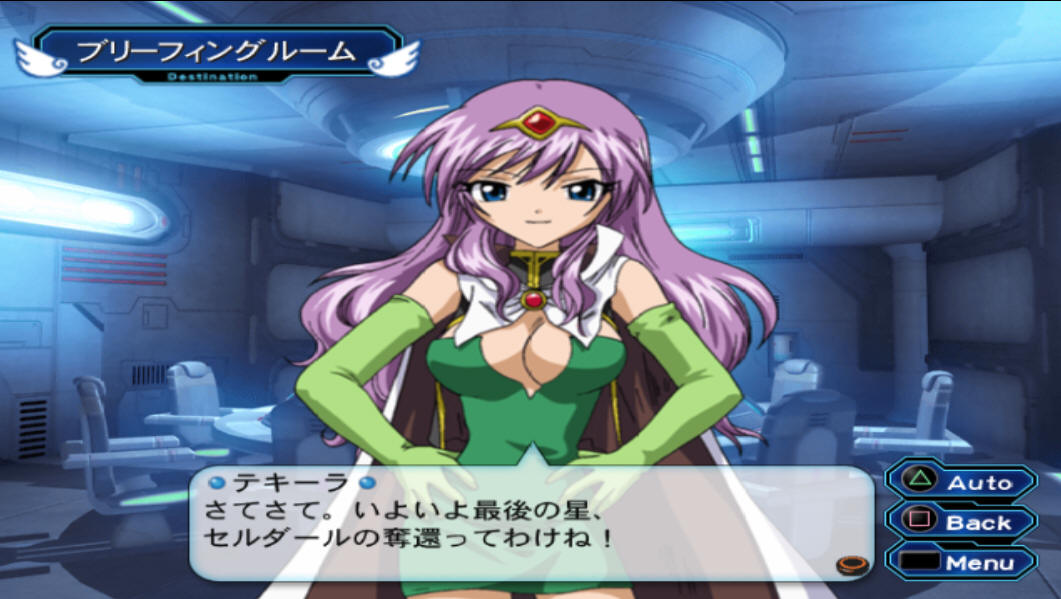 ブリーフィングルーム
Destination
テキーラ
さてさて。いよいよ最後の星、
セルダールの奪還ってわけね！
Auto
Back
Menu